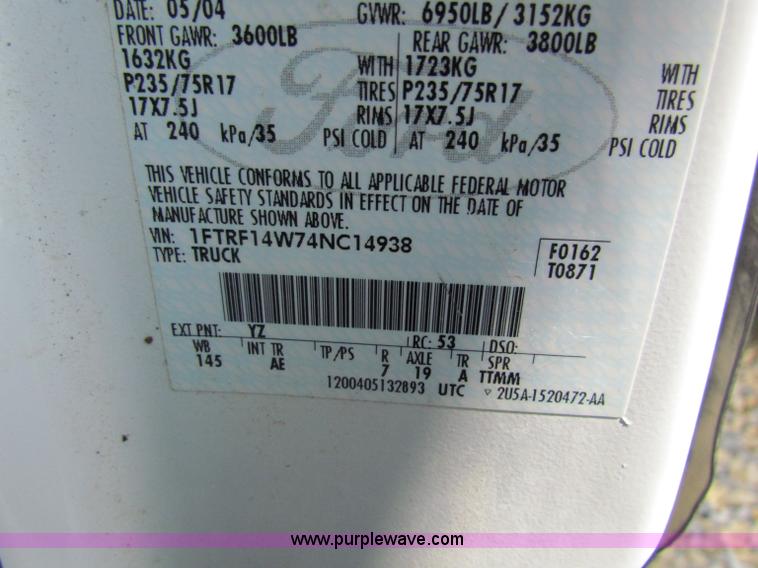 DATE: 05/04 GVWR: 6950LB / 3152KG
FRONT GAWR: 3600LB REAR GAWR: 3800LB
1632KG WITH 1723KG WITH
P235/75R17 TIRES P235/75R17 TIRES
17X7.5J RIMS 17X7.5J RIMS
AT 240 kPa/35 PSI COLD AT 240 kPa/35 PSI COLD
Ford
THIS VEHICLE CONFORMS TO ALL APPLICABLE FEDERAL MOTOR
VEHICLE SAFETY STANDARDS IN EFFECT ON THE DATE OF
MANUFACTURE SHOWN ABOVE.
VIN: 1FTRF14W74NC14938 F0162
TYPE: TRUCK T0871
EXT PNT: YZ RC: 53 DSO:
WB INT TR TP/PS R AXLE TR SPR
145 AE 7 19 A TTMM
1200405132893 UTC ▿ 2U5A-1520472-AA
www.purplewave.com